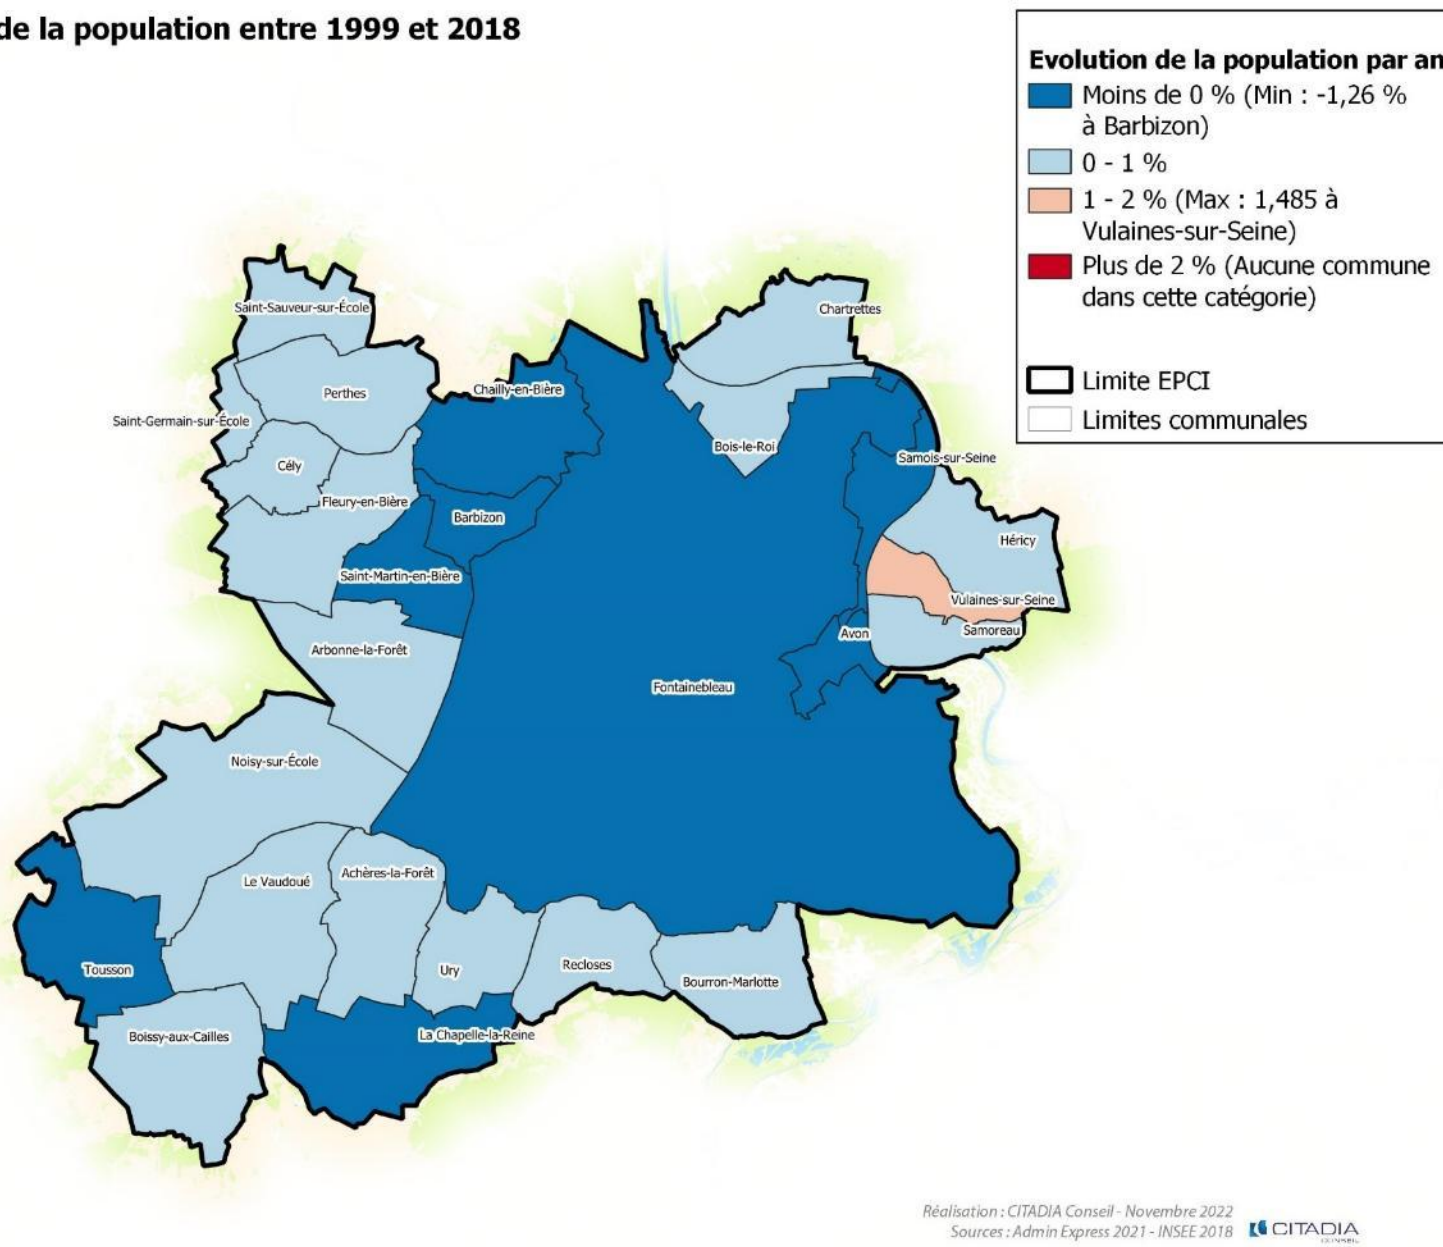 de la population entre 1999 et 2018
Evolution de la population par an
Moins de 0 % (Min : -1,26 %
à Barbizon)
0 - 1 %
1 - 2 % (Max : 1,485 à
Vulaines-sur-Seine)
Plus de 2 % (Aucune commune
dans cette catégorie)
Limite EPCI
Limites communales
Saint-Sauveur-sur-École
Chartrettes
Perthes
Chailly-en-Bière
Saint-Germain-sur-École
Bois-le-Roi
Samois-sur-Seine
Cély
Fleury-en-Bière
Barbizon
Héricy
Saint-Martin-en-Bière
Vulaines-sur-Seine
Samoreau
Avon
Arbonne-la-Forêt
Fontainebleau
Noisy-sur-École
Achères-la-Forêt
Le Vaudoué
Recloses
Tousson
Ury
Bourron-Marlotte
La Chapelle-la-Reine
Boissy-aux-Cailles
Réalisation : CITADIA Conseil - Novembre 2022
Sources : Admin Express 2021 - INSEE 2018
CITADIA
CONSEIL